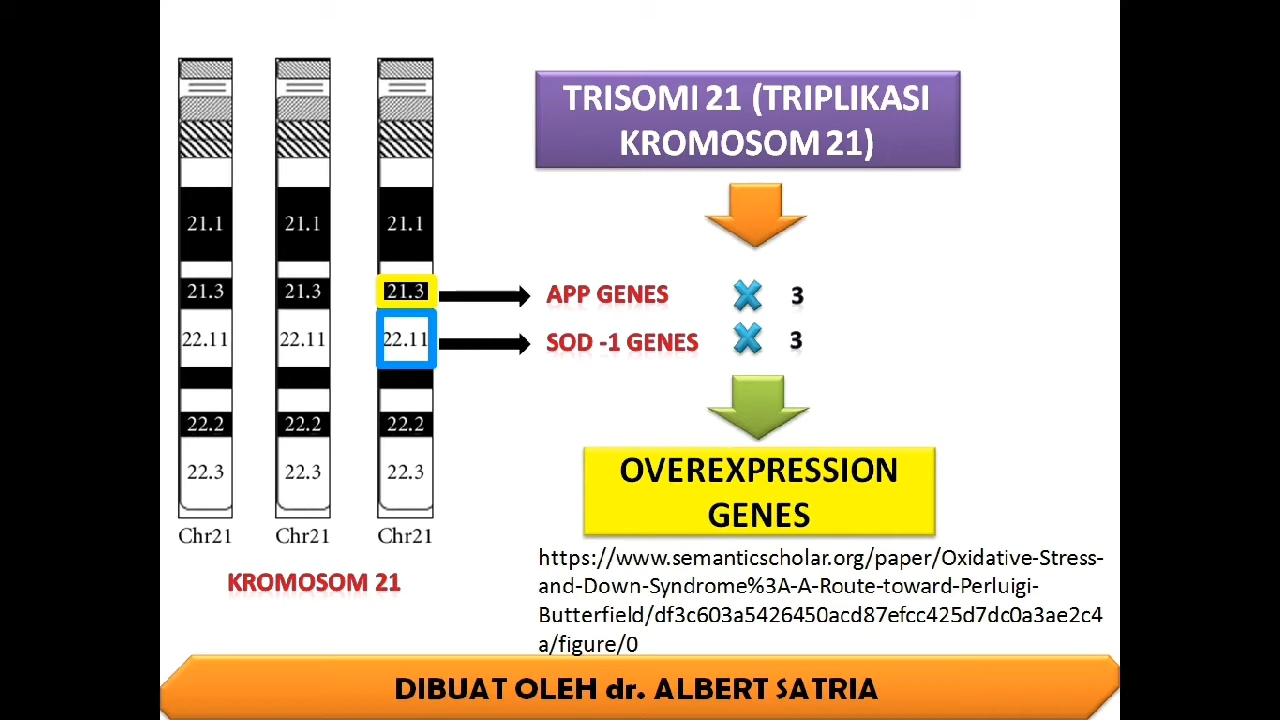 TRISOMI 21 (TRIPLIKASI
KROMOSOM 21)
21.1 21.1 21.1
21.3 21.3 21.3
APP GENES 3
22.11 22.11 22.11
SOD -1 GENES 3
22.2 22.2 22.2
22.3 22.3 22.3
Chr21 Chr21 Chr21
KROMOSOM 21
OVEREXPRESSION
GENES
https://www.semanticscholar.org/paper/Oxidative-Stress-
and-Down-Syndrome%3A-A-Route-toward-Perluigi-
Butterfield/df3c603a5426450acd87efcc425d7dc0a3ae2c4
a/figure/0
DIBUAT OLEH dr. ALBERT SATRIA